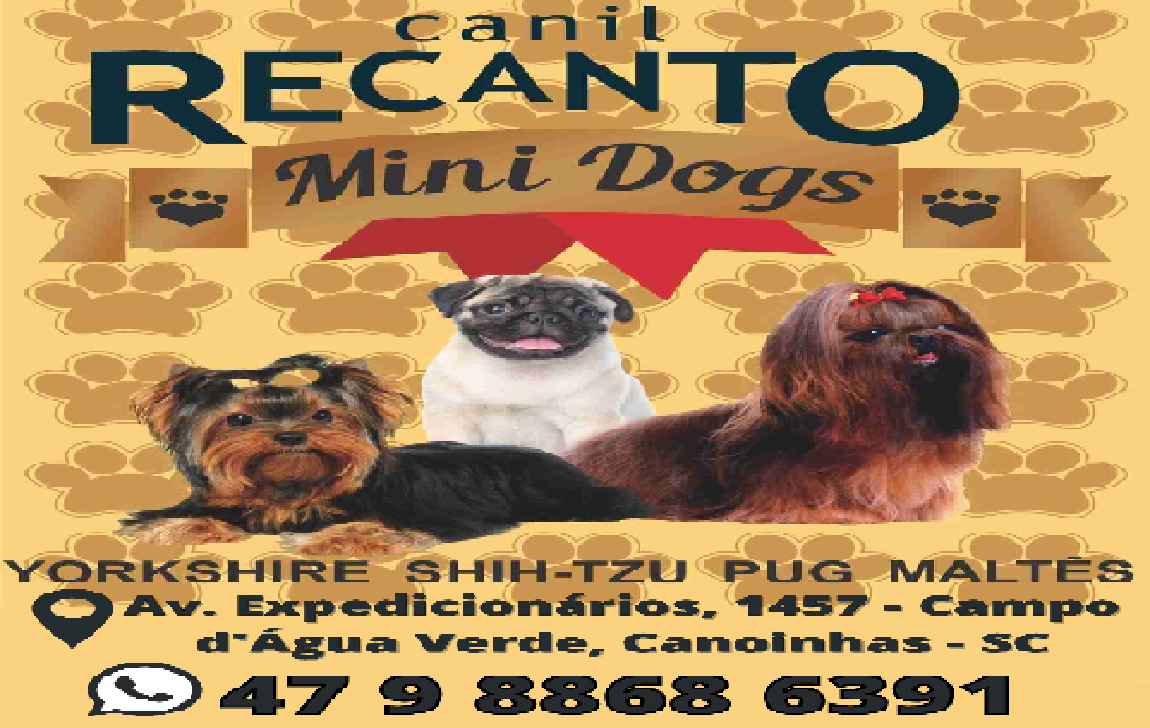 canil
RECANTO
Mini Dogs
YORKSHIRE SHIH-TZU PUG MALTÊS
Av. Expedicionários, 1457 - Campo
d'Água Verde, Canoinhas - SC
47 9 8868 6391